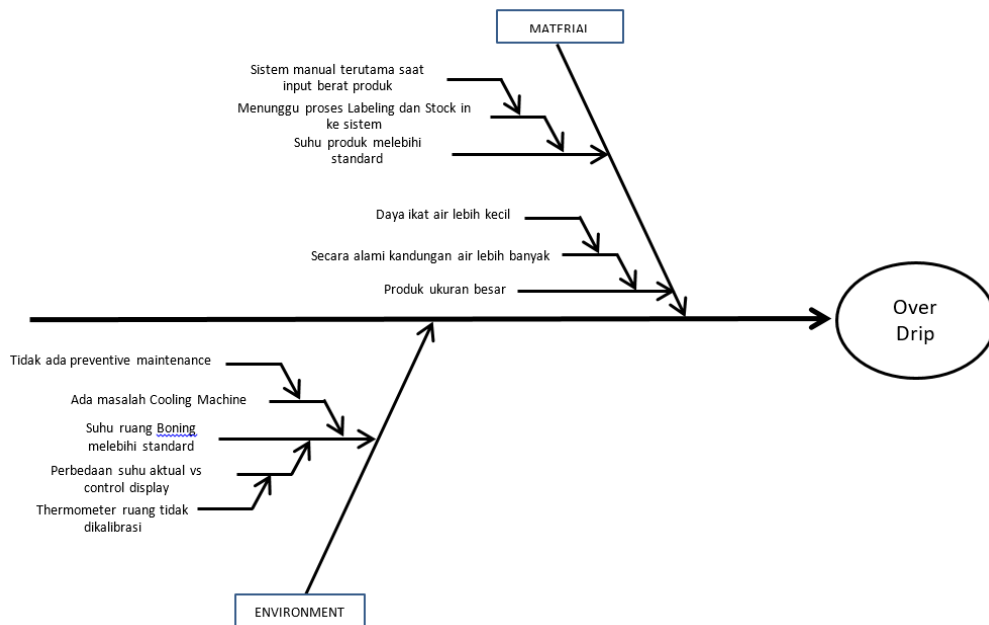 MATERIAL
Sistem manual terutama saat
input berat produk
Menunggu proses Labeling dan Stock in
ke sistem
Suhu produk melebihi
standard
Daya ikat air lebih kecil
Secara alami kandungan air lebih banyak
Produk ukuran besar
Over
Drip
Tidak ada preventive maintenance
Ada masalah Cooling Machine
Suhu ruang Boning
melebihi standard
Perbedaan suhu aktual vs
control display
Thermometer ruang tidak
dikalibrasi
ENVIRONMENT